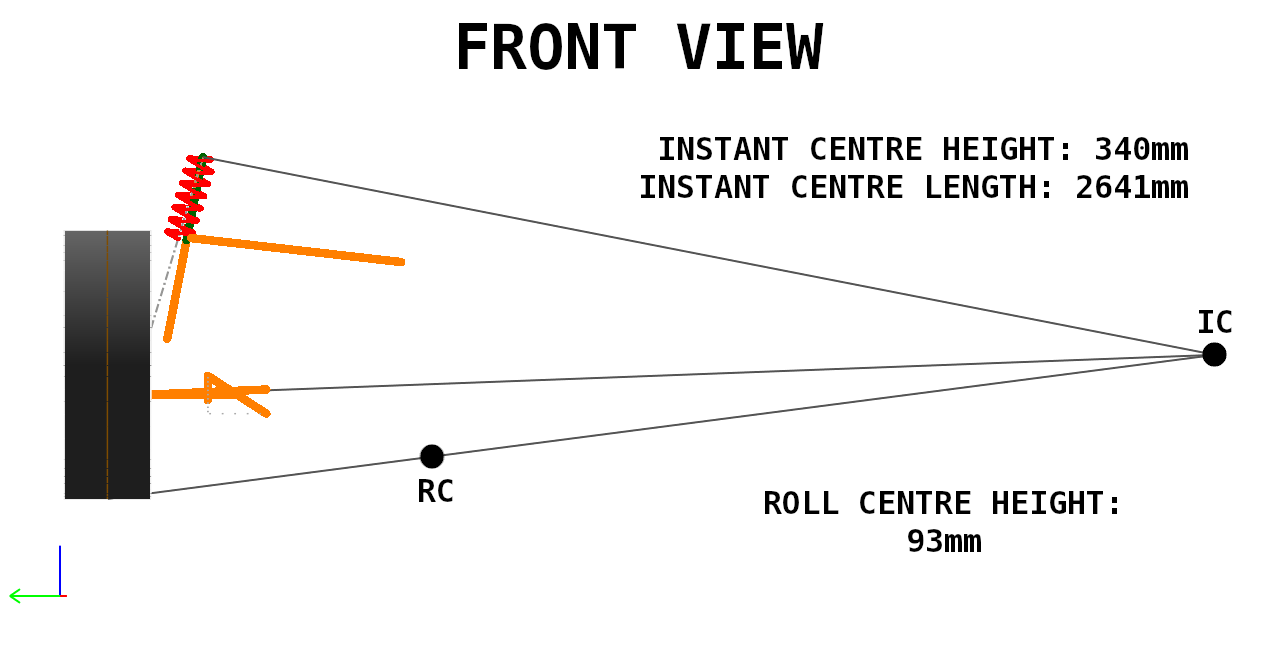 FRONT VIEW
INSTANT CENTRE HEIGHT: 340mm
INSTANT CENTRE LENGTH: 2641mm
IC
RC
ROLL CENTRE HEIGHT:
93mm